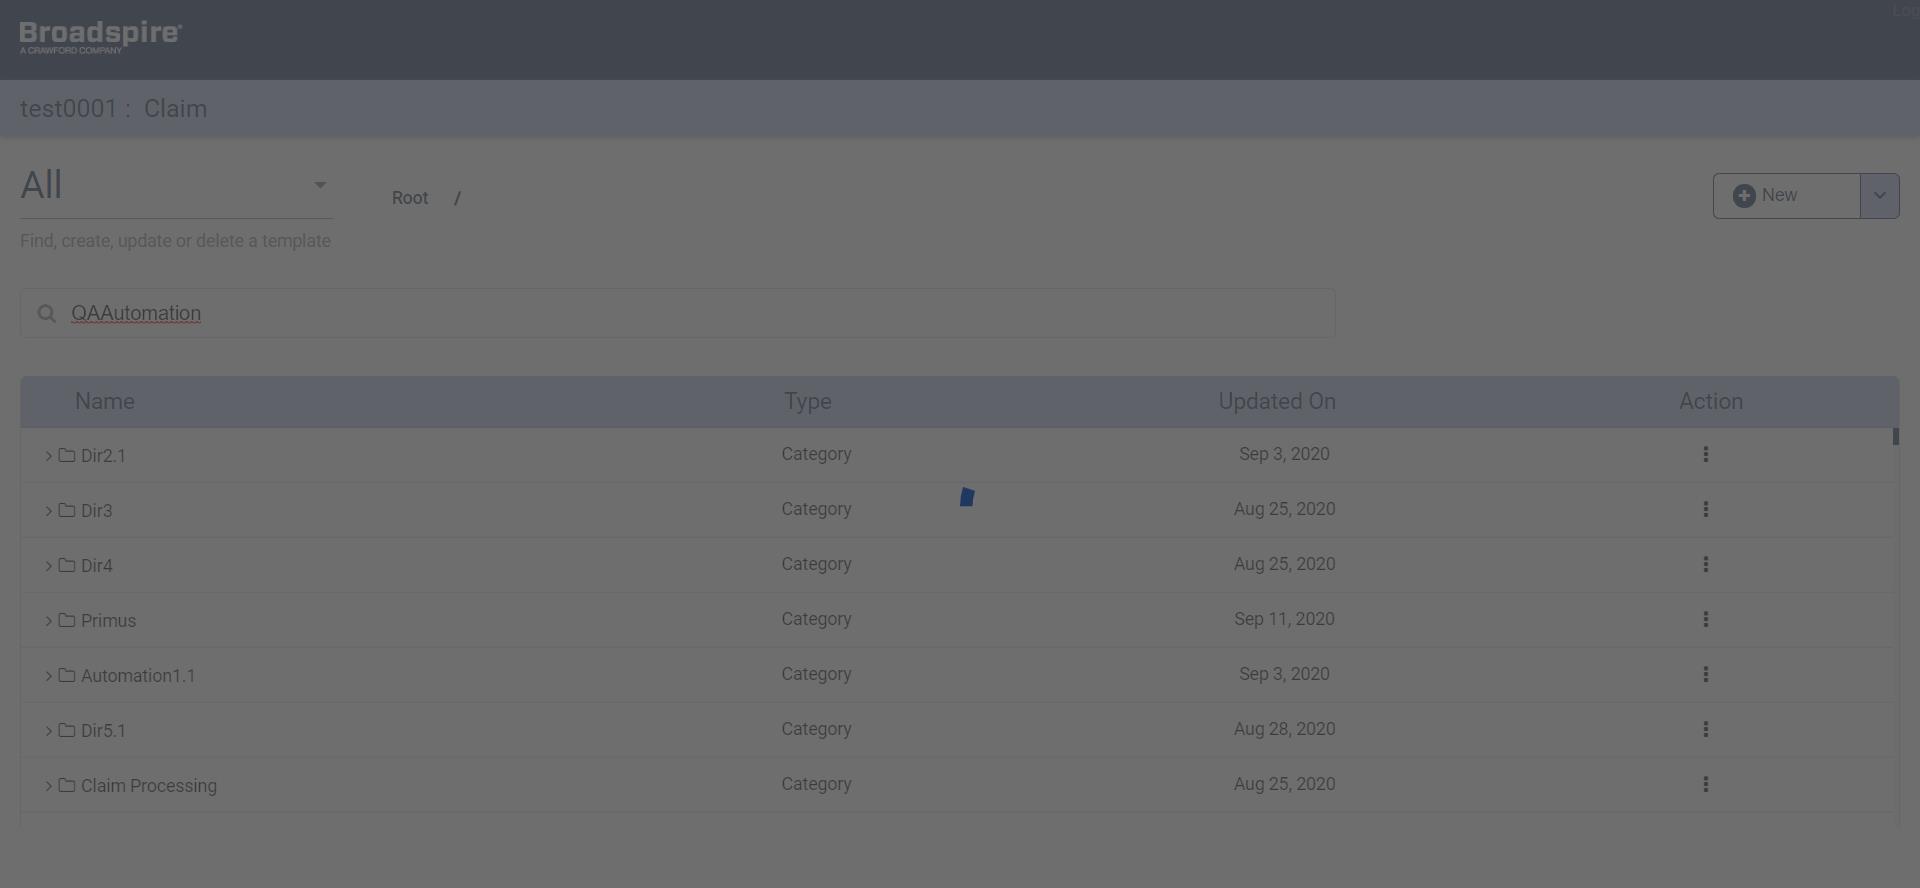 Log
Broadspire®
A CRAWFORD COMPANY
test0001 : Claim
All
Root /
New
Find, create, update or delete a template
QAAutomation
Name Type Updated On Action
Dir2.1 Category Sep 3, 2020
Dir3 Category Aug 25, 2020
Dir4 Category Aug 25, 2020
Primus Category Sep 11, 2020
Automation1.1 Category Sep 3, 2020
Dir5.1 Category Aug 28, 2020
Claim Processing Category Aug 25, 2020